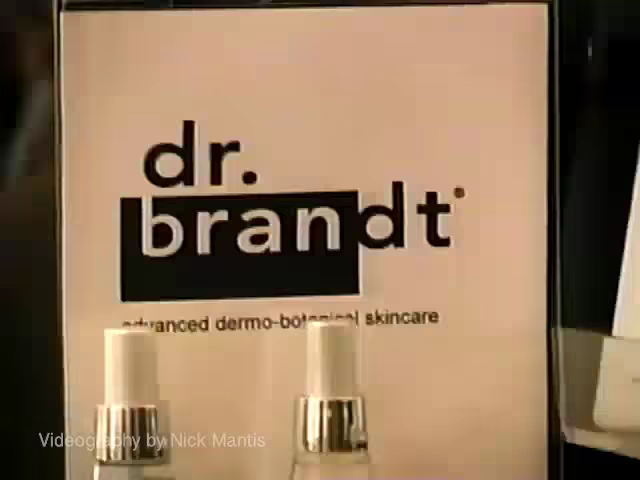 dr.
brandt
advanced dermo-botanical skincare
Videography by Nick Mantis